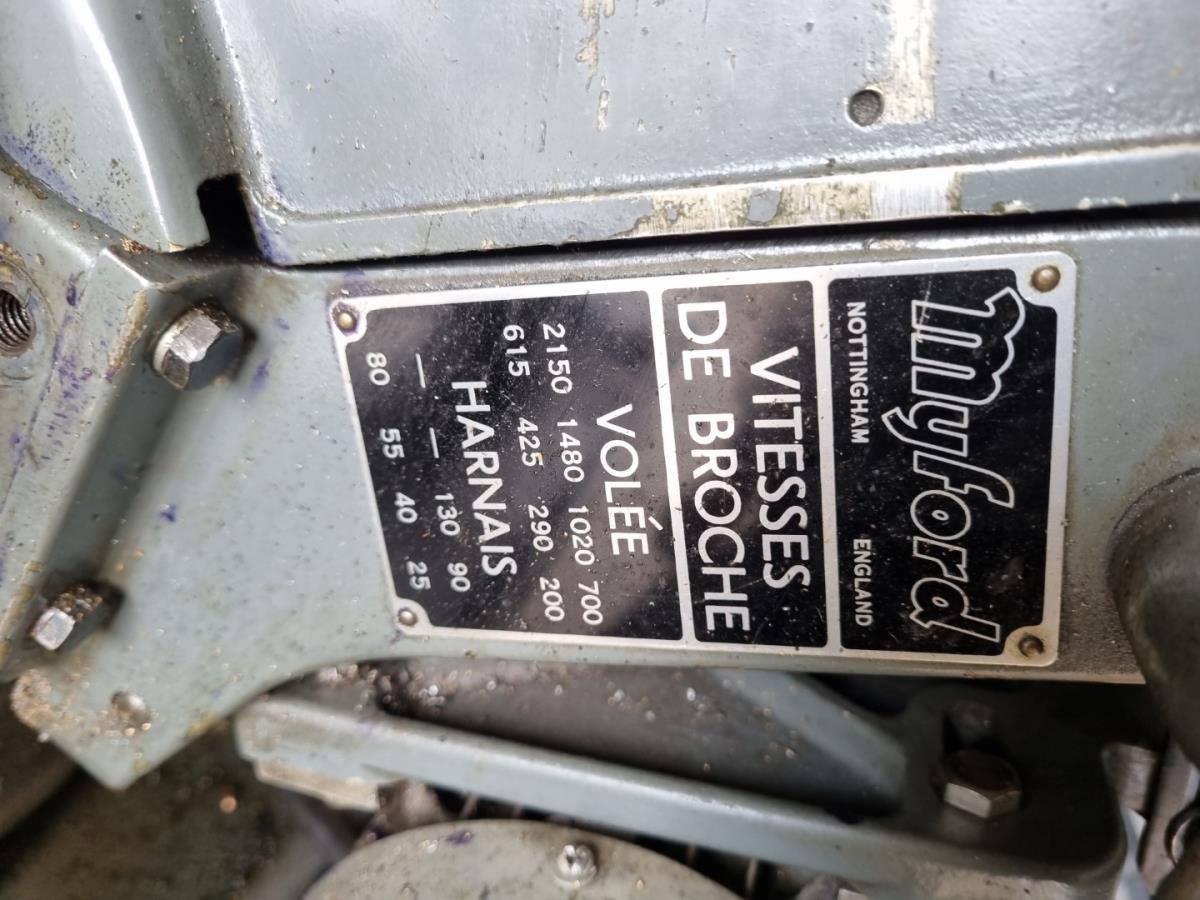 Myford
NOTTINGHAM ENGLAND
VITESSES
DE BROCHE
VOLÉE
2150 1480 1020 700
615 425 290 200
HARNAIS
— — 130 90
80 55 40 25